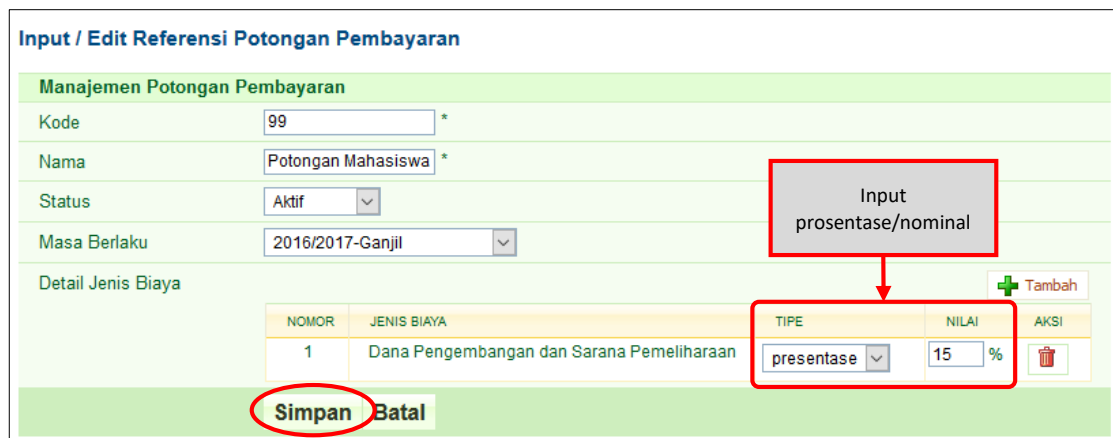 Input / Edit Referensi Potongan Pembayaran
Manajemen Potongan Pembayaran
Kode 99 *
Nama Potongan Mahasiswa *
Status Aktif
Input
prosentase/nominal
Masa Berlaku 2016/2017-Ganjil
Detail Jenis Biaya Tambah
NOMOR JENIS BIAYA TIPE NILAI AKSI
1 Dana Pengembangan dan Sarana Pemeliharaan presentase 15 %
Simpan Batal